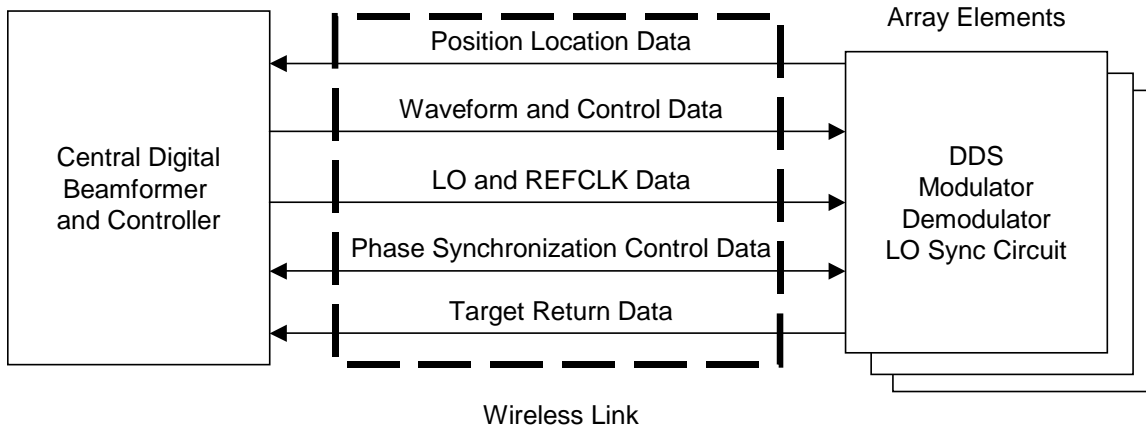 Array Elements
Position Location Data
Waveform and Control Data
LO and REFCLK Data
Phase Synchronization Control Data
Target Return Data
Central Digital
Beamformer
and Controller
DDS
Modulator
Demodulator
LO Sync Circuit
Wireless Link